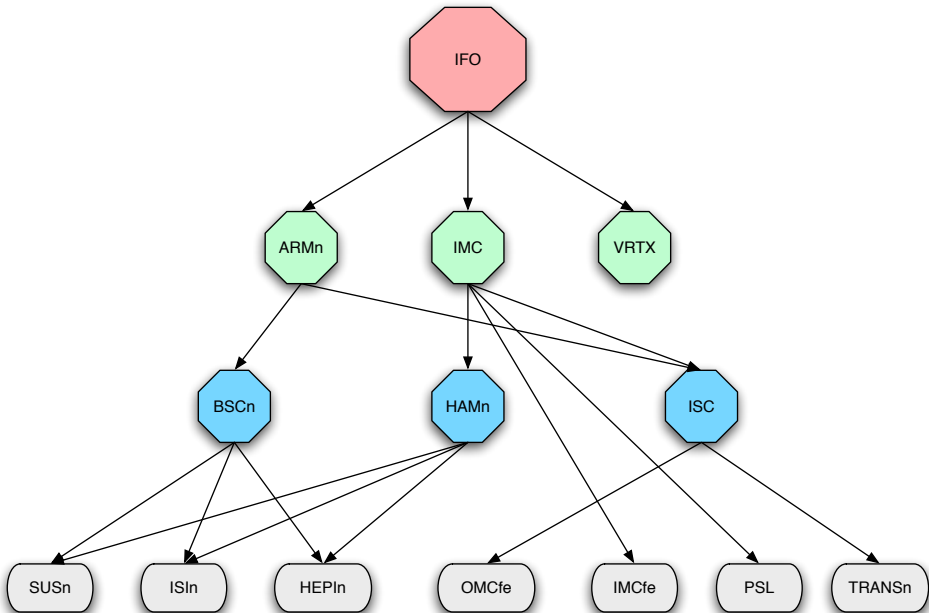 IFO
ARMn
IMC
VRTX
BSCn
HAMn
ISC
SUSn
ISIn
HEPIn
OMCfe
IMCfe
PSL
TRANSn